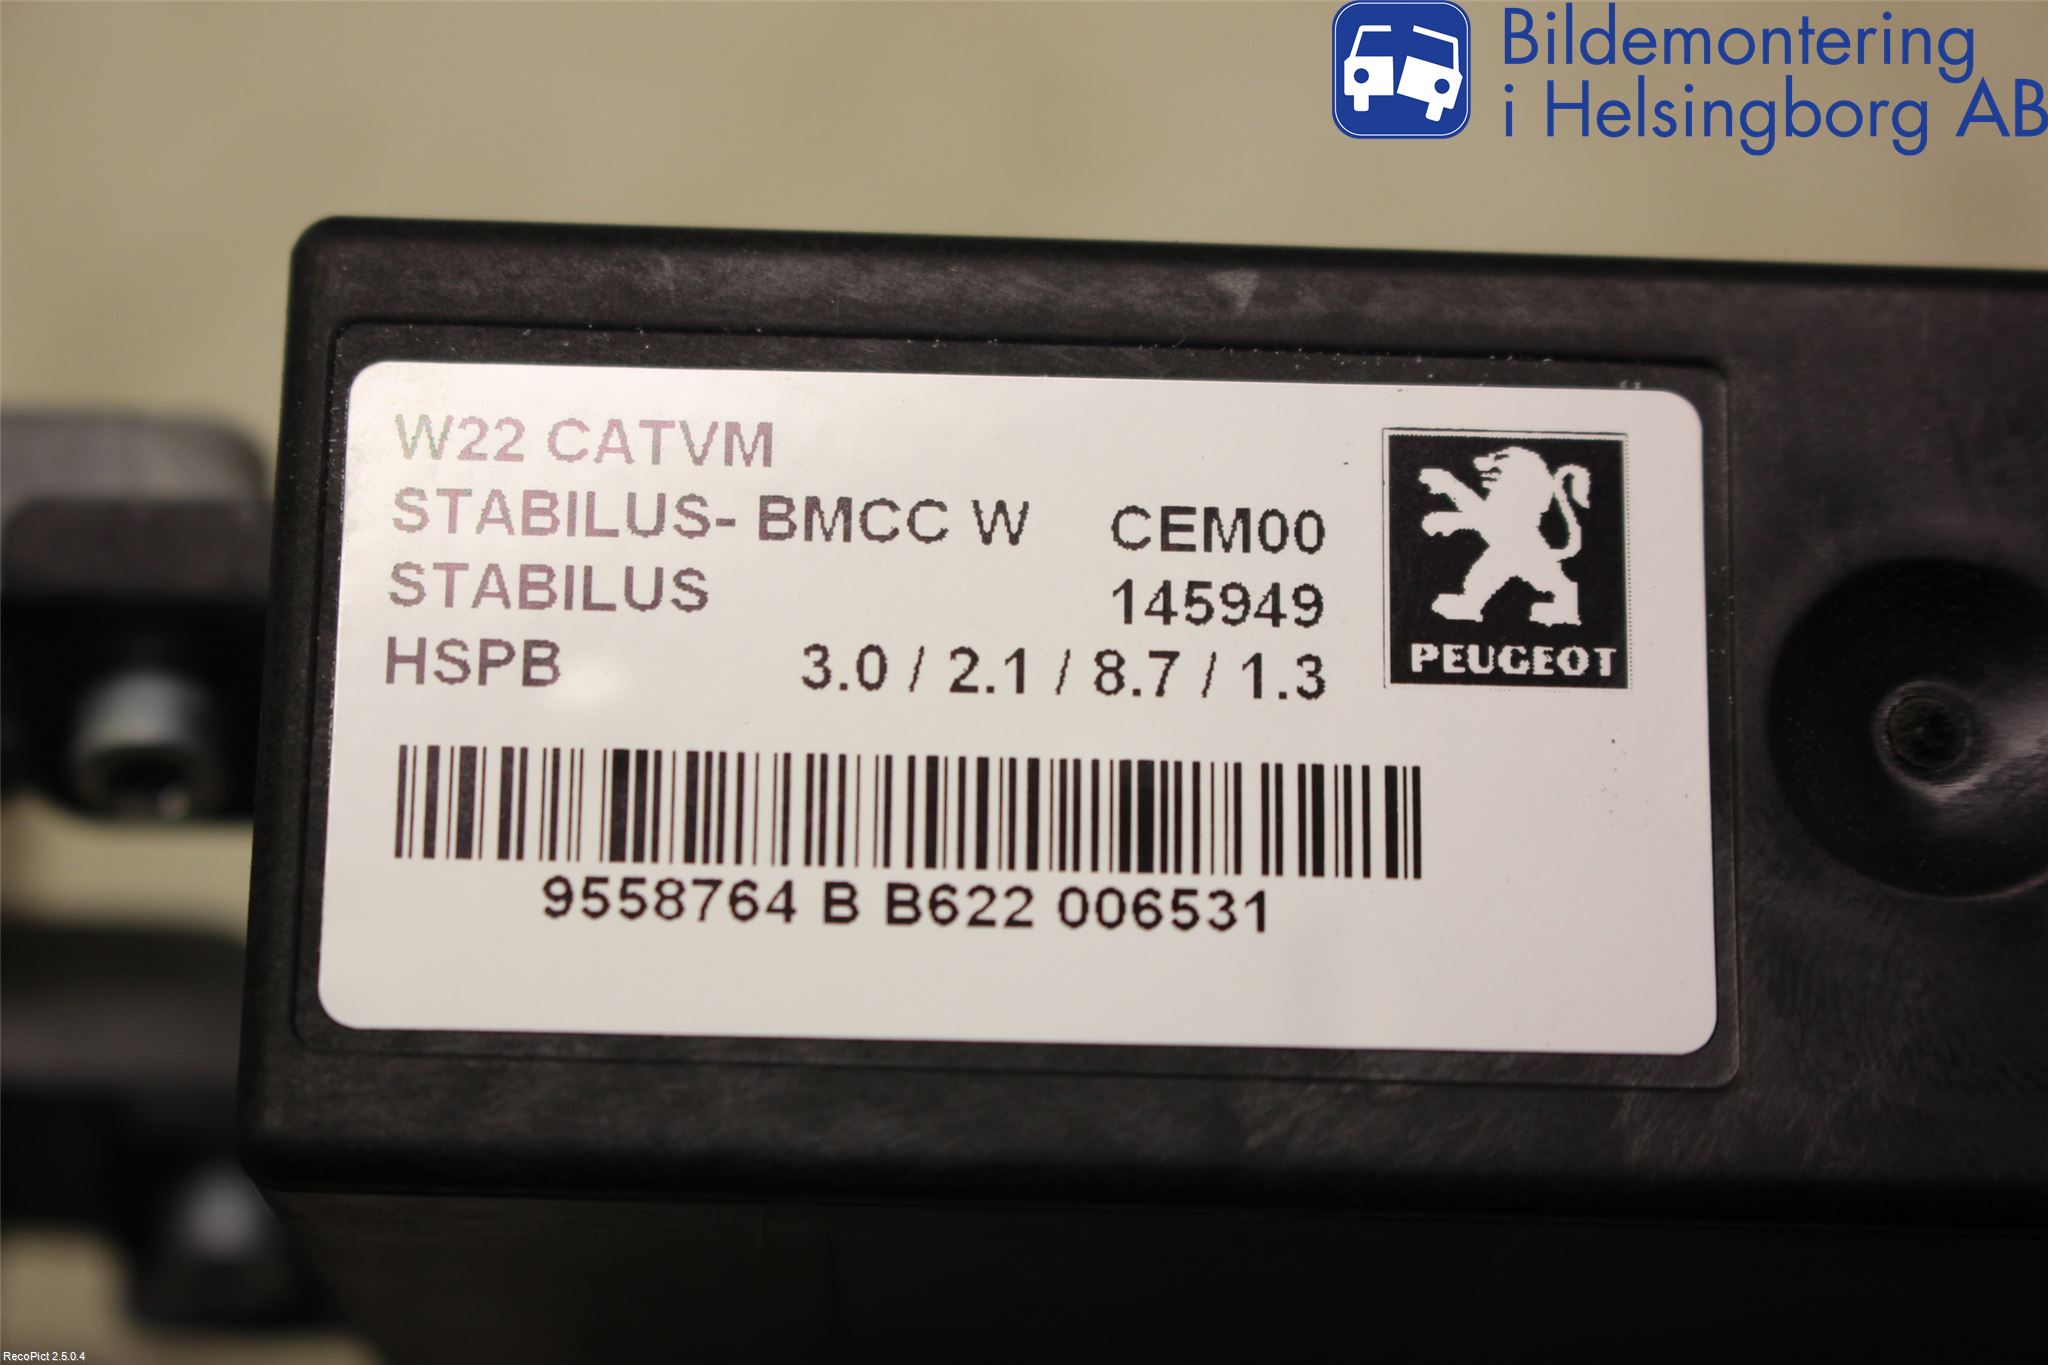 Bildemontering
i Helsingborg AB
W22 CATVM
STABILUS- BMCC W CEM00
STABILUS 145949
HSPB 3.0 / 2.1 / 8.7 / 1.3
PEUGEOT
9558764 B B622 006531
RecoPict 2.5.0.4